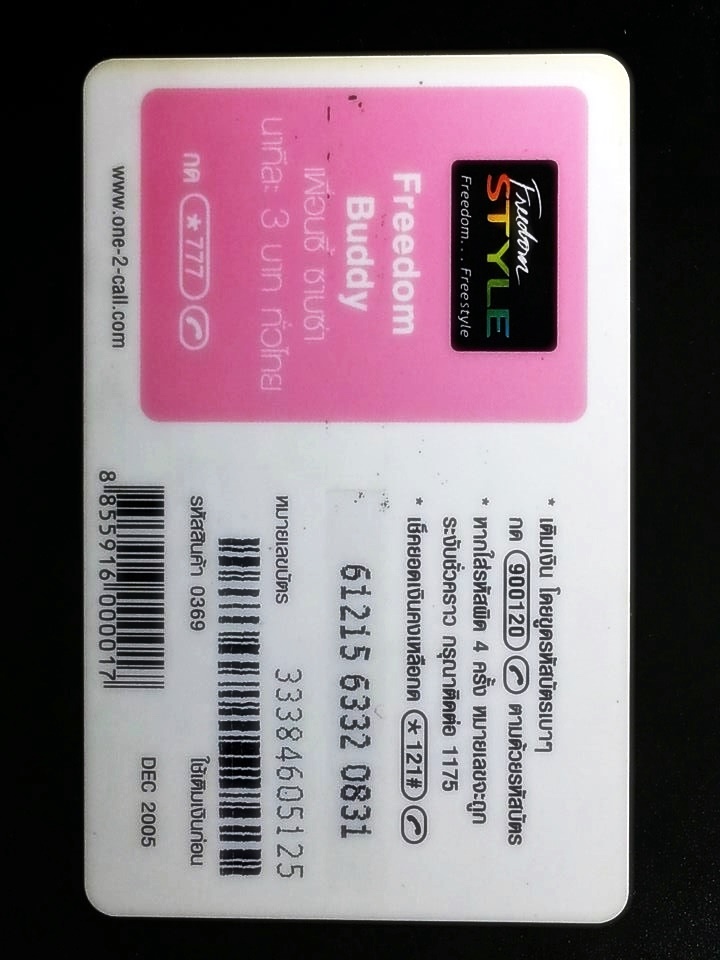 Freedom
STYLE
Freedom... Freestyle
Freedom
Buddy
เพื่อนซี้ ซาบซ่า
นาทีละ 3 บาท ทั่วไทย
กด *777
www.one-2-call.com
* เติมเงิน โดยขูดรหัสบัตรเบาๆ
กด 900120 ตามด้วยรหัสบัตร
* หากใส่รหัสผิด 4 ครั้ง หมายเลขจะถูก
ระงับชั่วคราว กรุณาติดต่อ 1175
* เช็คยอดเงินคงเหลือกด *121#
61215 6332 0831
หมายเลขบัตร 33384605125
รหัสสินค้า 0369
ใช้เติมเงินก่อน
DEC 2005
8 855916 000017